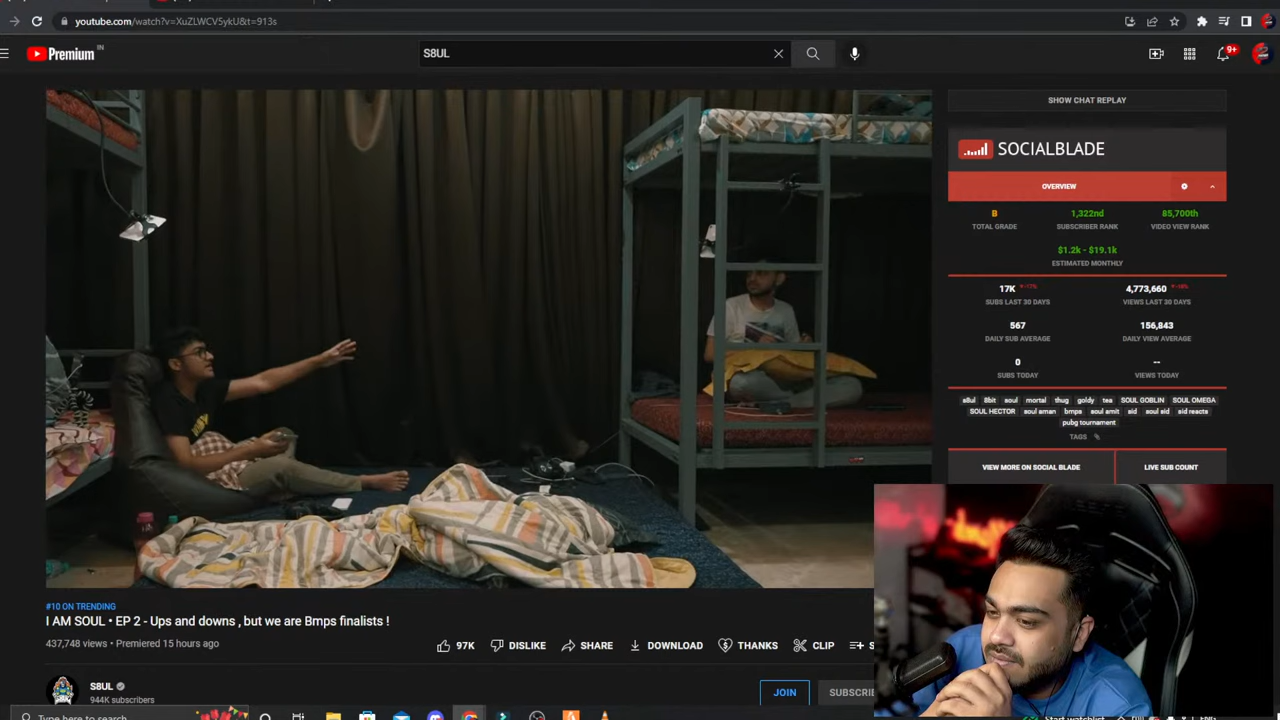 youtube.com/watch?v=XuZLWCV5ykU&t=913s
Premium IN
S8UL
9+
SHOW CHAT REPLAY
SOCIALBLADE
OVERVIEW
B 1,322nd 85,700th
TOTAL GRADE SUBSCRIBER RANK VIDEO VIEW RANK
$1.2k - $19.1k
ESTIMATED MONTHLY
17K 4,773,660
SUBS LAST 30 DAYS VIEWS LAST 30 DAYS
567 156,843
DAILY SUB AVERAGE DAILY VIEW AVERAGE
0 --
SUBS TODAY VIEWS TODAY
s8ul 8bit soul mortal thug goldy tsa SOUL GOBLIN SOUL OMEGA
SOUL HECTOR soul aman bmps soul amit sid soul sid sid reacts
pubg tournament
TAGS
VIEW MORE ON SOCIAL BLADE LIVE SUB COUNT
#10 ON TRENDING
I AM SOUL • EP 2 - Ups and downs , but we are Bmps finalists !
437,748 views • Premiered 15 hours ago
97K DISLIKE SHARE DOWNLOAD THANKS CLIP
S8UL
944K subscribers
JOIN
Type here to search